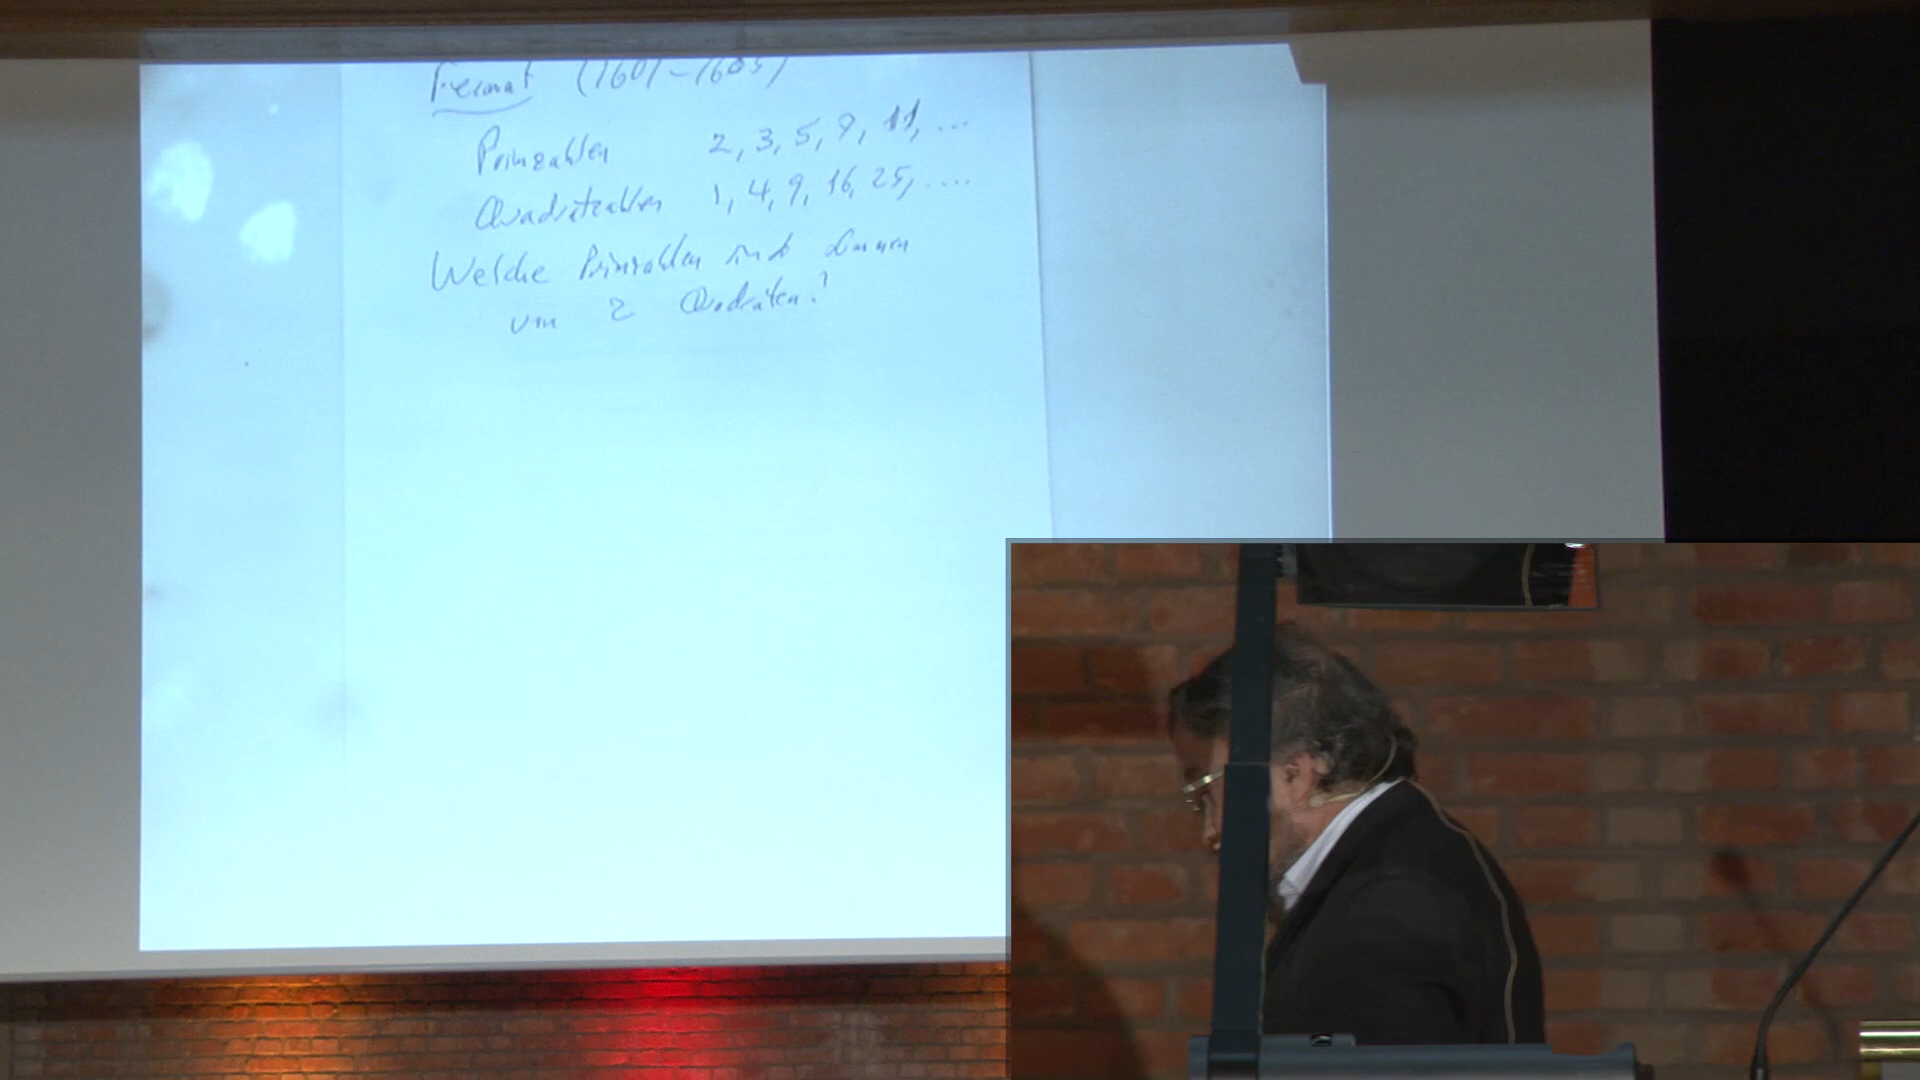 Fermat (1601-1665)
Primzahlen 2, 3, 5, 7, 11, ...
Quadratzahlen 1, 4, 9, 16, 25, ....
Welche Primzahlen sind Summen
von 2 Quadraten?